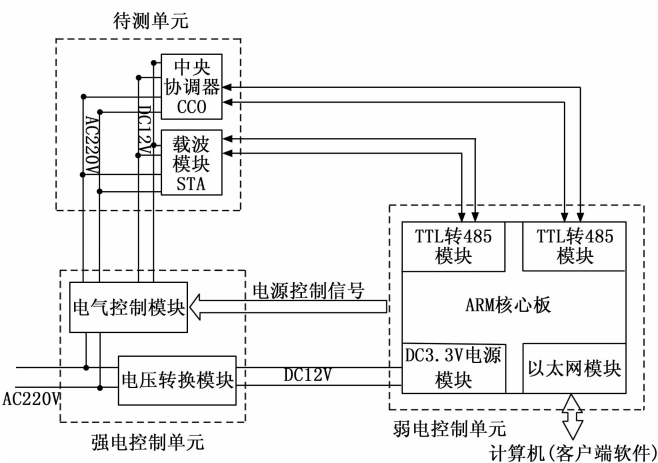 待测单元
中央
协调器
CCO
载波
模块
STA
AC220V
DC12V
TTL转485
模块
TTL转485
模块
ARM核心板
电源控制信号
电气控制模块
DC3.3V电源
模块
以太网模块
电压转换模块
DC12V
AC220V
强电控制单元
弱电控制单元
计算机(客户端软件)